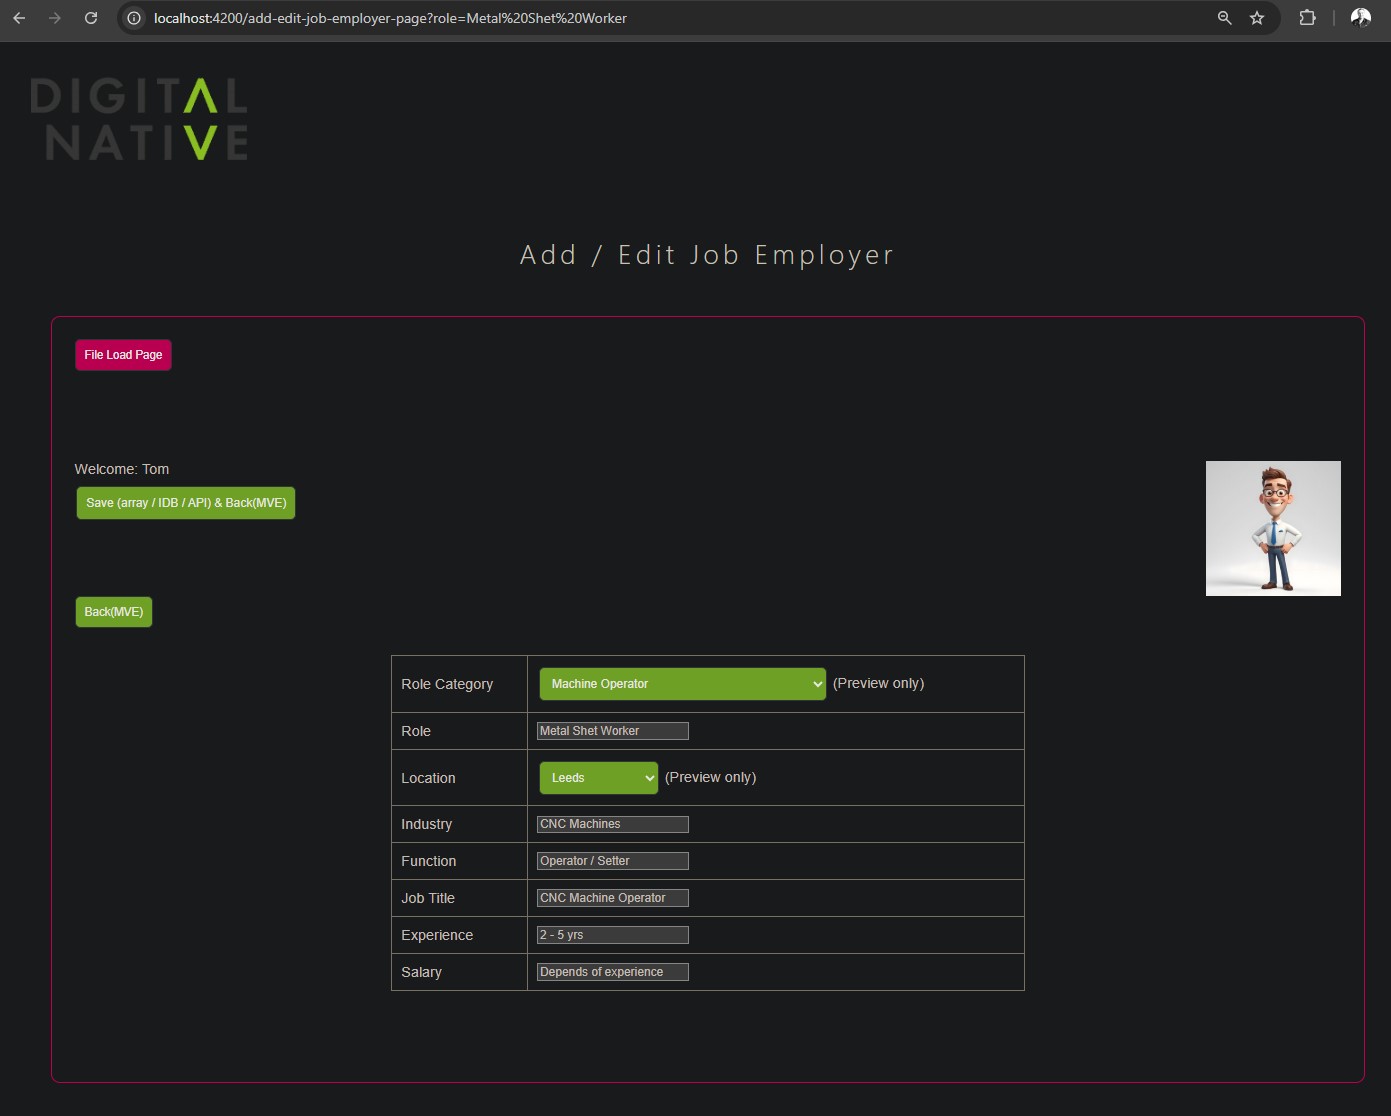 localhost:4200/add-edit-job-employer-page?role=Metal%20Shet%20Worker
DIGITAL
NATIVE
Add / Edit Job Employer
File Load Page
Welcome: Tom
Save (array / IDB / API) & Back(MVE)
Back(MVE)
Role Category Machine Operator (Preview only)
Role Metal Shet Worker
Location Leeds (Preview only)
Industry CNC Machines
Function Operator / Setter
Job Title CNC Machine Operator
Experience 2 - 5 yrs
Salary Depends of experience